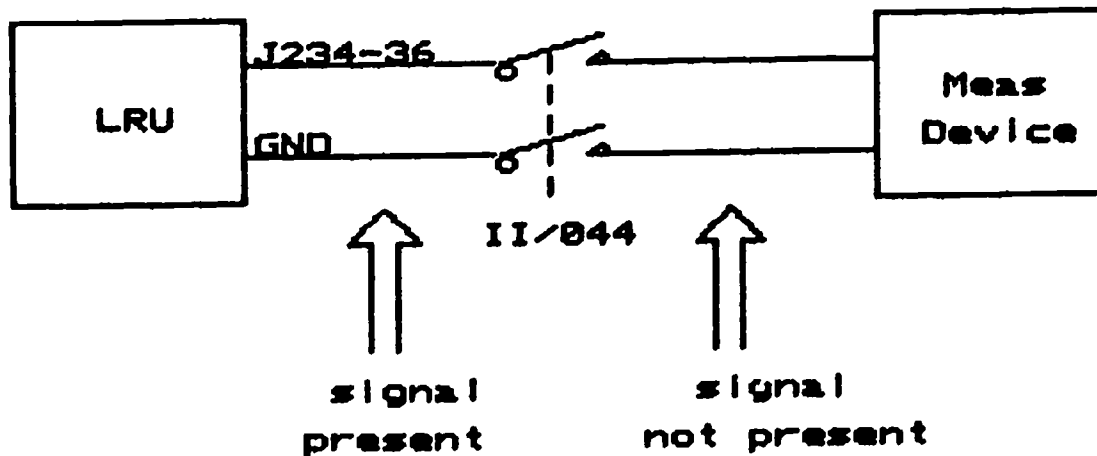 J234-36
LRU
GND
Meas
Device
II/044
signal
present
signal
not present